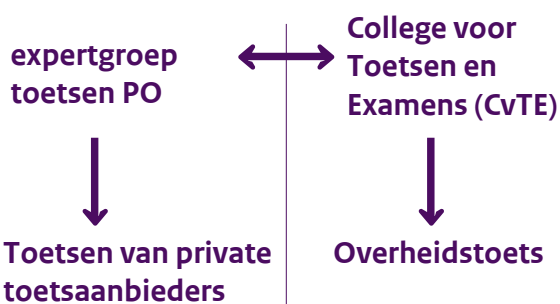 expertgroep
toetsen PO
College voor
Toetsen en
Examens (CvTE)
Toetsen van private
toetsaanbieders
Overheidstoets